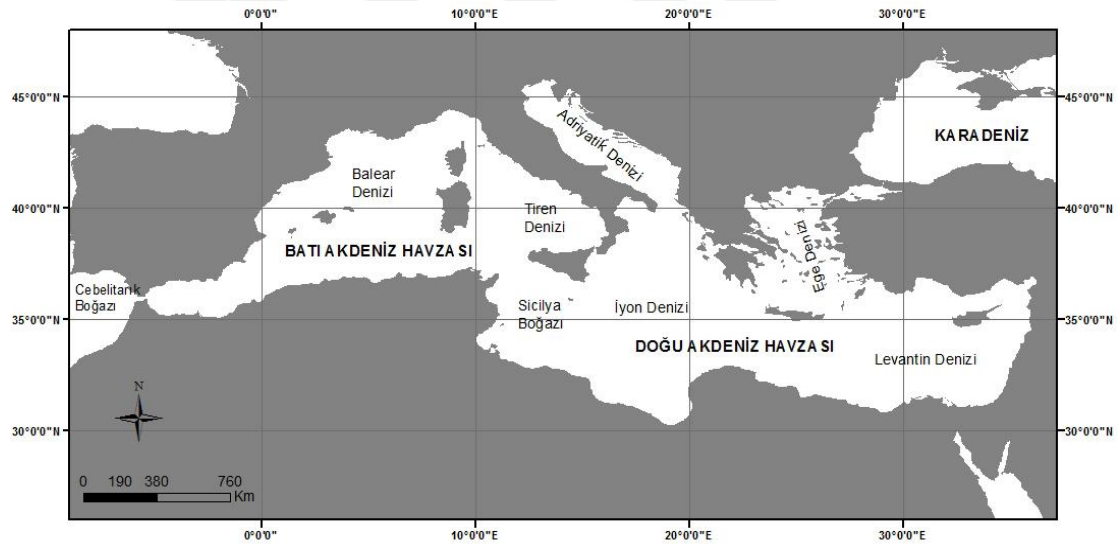 0°0'0" 10°0'0"E 20°0'0"E 30°0'0"E
45°0'0"N 45°0'0"N
Adriyatik Denizi
KARADENİZ
Balear
Denizi
40°0'0"N 40°0'0"N
Tiren
Denizi
Ege Denizi
BATI AKDENİZ HAVZASI
Cebelitarık
Boğazı
Sicilya
Boğazı
İyon Denizi
35°0'0"N 35°0'0"N
DOĞU AKDENİZ HAVZASI
Levantin Denizi
N
30°0'0"N 30°0'0"N
0 190 380 760
Km
0°0'0" 10°0'0"E 20°0'0"E 30°0'0"E